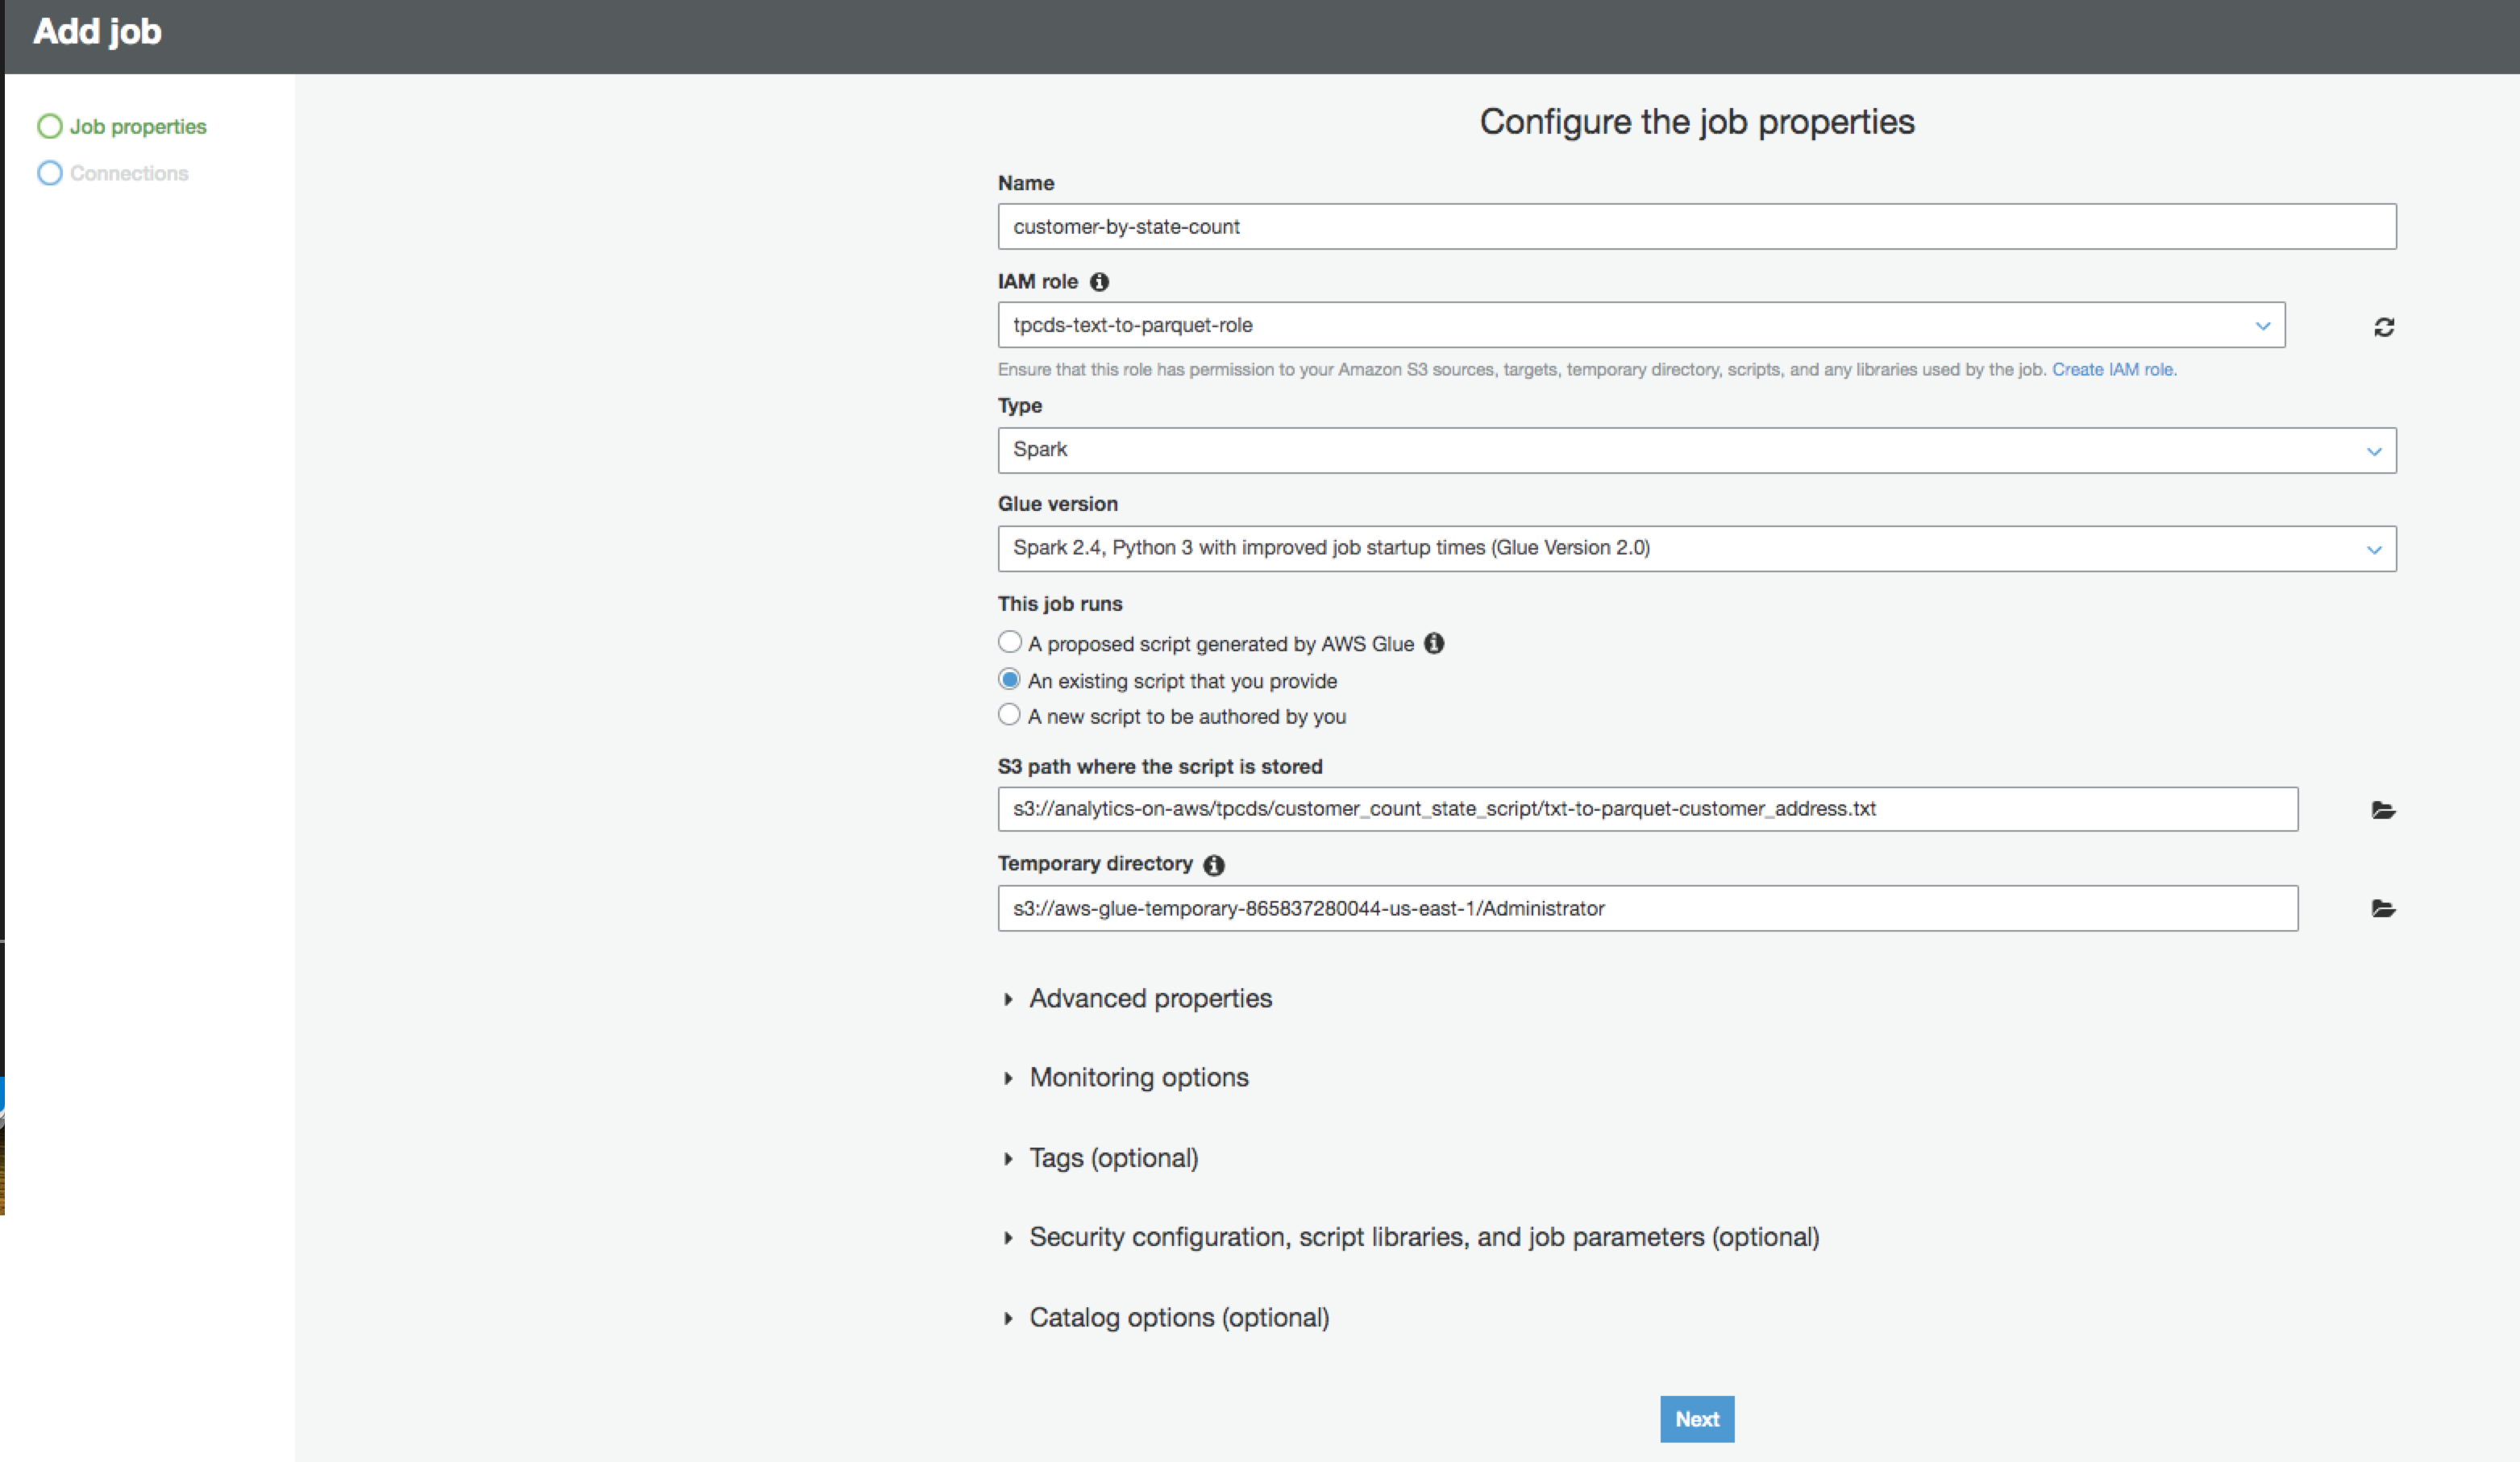 Add job
Job properties
Connections
Configure the job properties
Name
customer-by-state-count
IAM role
tpcds-text-to-parquet-role
Ensure that this role has permission to your Amazon S3 sources, targets, temporary directory, scripts, and any libraries used by the job. Create IAM role.
Type
Spark
Glue version
Spark 2.4, Python 3 with improved job startup times (Glue Version 2.0)
This job runs
A proposed script generated by AWS Glue
An existing script that you provide
A new script to be authored by you
S3 path where the script is stored
s3://analytics-on-aws/tpcds/customer_count_state_script/txt-to-parquet-customer_address.txt
Temporary directory
s3://aws-glue-temporary-865837280044-us-east-1/Administrator
Advanced properties
Monitoring options
Tags (optional)
Security configuration, script libraries, and job parameters (optional)
Catalog options (optional)
Next